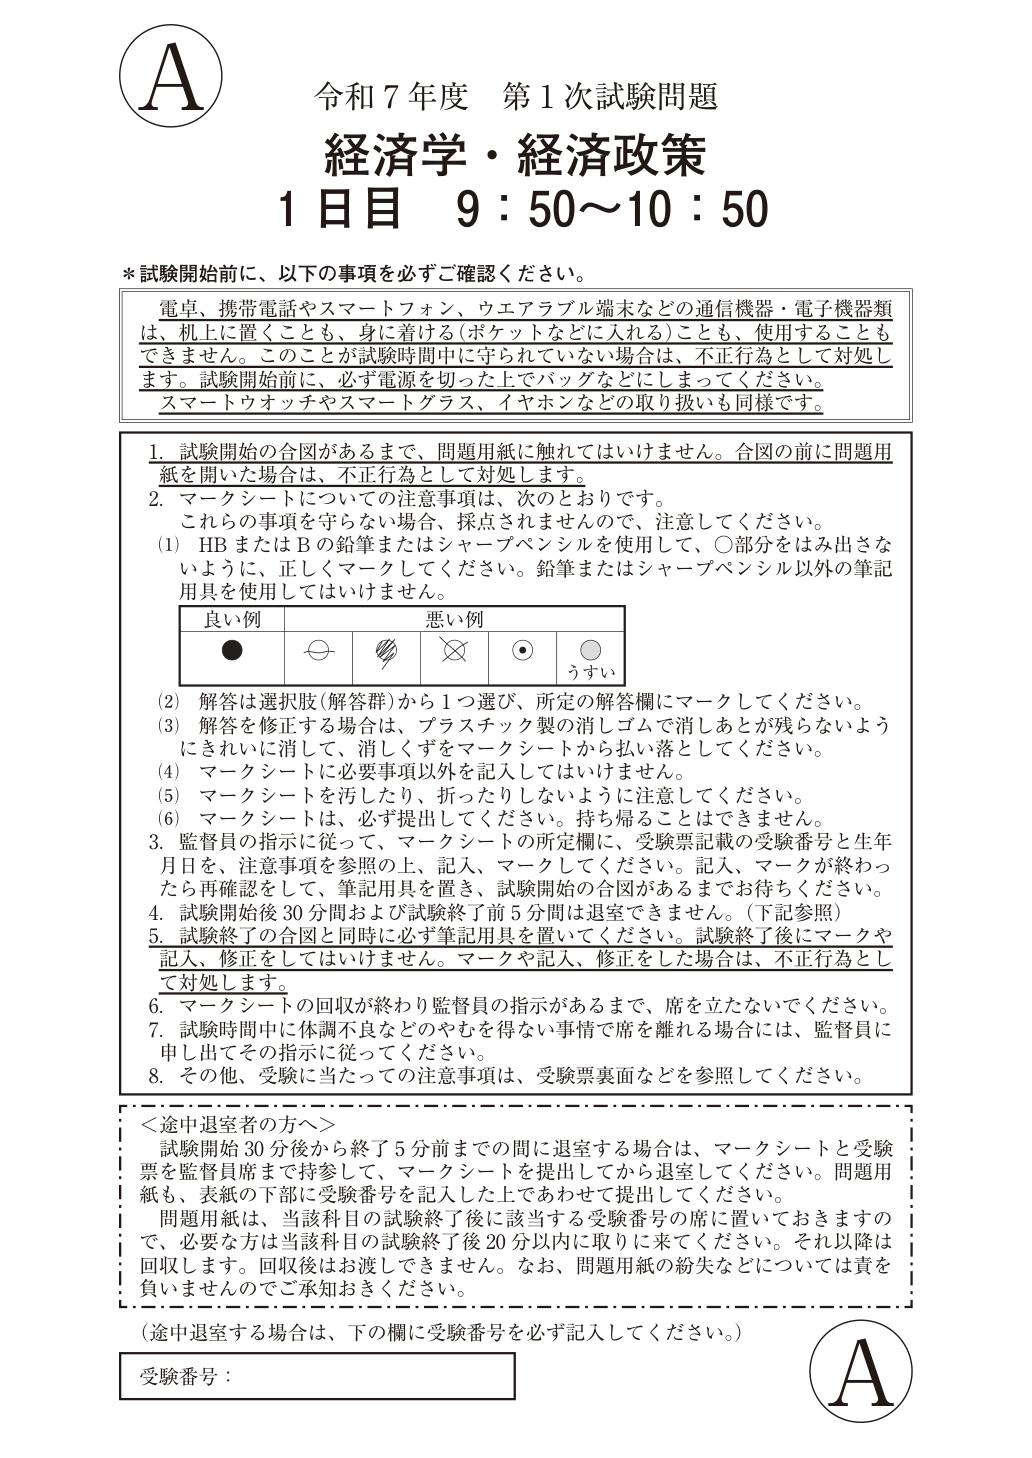 A
令和7年度　第1次試験問題
経済学・経済政策
1日目　9：50～10：50
＊試験開始前に、以下の事項を必ずご確認ください。
電卓、携帯電話やスマートフォン、ウエアラブル端末などの通信機器・電子機器類
は、机上に置くことも、身に着ける（ポケットなどに入れる）ことも、使用することも
できません。このことが試験時間中に守られていない場合は、不正行為として対処し
ます。試験開始前に、必ず電源を切った上でバッグなどにしまってください。
スマートウオッチやスマートグラス、イヤホンなどの取り扱いも同様です。
1. 試験開始の合図があるまで、問題用紙に触れてはいけません。合図の前に問題用
紙を開いた場合は、不正行為として対処します。
2. マークシートについての注意事項は、次のとおりです。
これらの事項を守らない場合、採点されませんので、注意してください。
⑴　HBまたはBの鉛筆またはシャープペンシルを使用して、○部分をはみ出さな
いように、正しくマークしてください。鉛筆またはシャープペンシル以外の筆記
用具を使用してはいけません。
良い例　悪い例
うすい
⑵　解答は選択肢（解答群）から1つ選び、所定の解答欄にマークしてください。
⑶　解答を修正する場合は、プラスチック製の消しゴムで消しあとが残らないよう
にきれいに消して、消しくずをマークシートから払い落としてください。
⑷　マークシートに必要事項以外を記入してはいけません。
⑸　マークシートを汚したり、折ったりしないように注意してください。
⑹　マークシートは、必ず提出してください。持ち帰ることはできません。
3. 監督員の指示に従って、マークシートの所定欄に、受験票記載の受験番号と生年
月日を、注意事項を参照の上、記入、マークしてください。記入、マークが終わっ
たら再確認をして、筆記用具を置き、試験開始の合図があるまでお待ちください。
4. 試験開始後30分間および試験終了前5分間は退室できません。（下記参照）
5. 試験終了の合図と同時に必ず筆記用具を置いてください。試験終了後にマークや
記入、修正をしてはいけません。マークや記入、修正をした場合は、不正行為とし
て対処します。
6. マークシートの回収が終わり監督員の指示があるまで、席を立たないでください。
7. 試験時間中に体調不良などのやむを得ない事情で席を離れる場合には、監督員に
申し出てその指示に従ってください。
8. その他、受験に当たっての注意事項は、受験票裏面などを参照してください。
＜途中退室者の方へ＞
試験開始30分後から終了5分前までの間に退室する場合は、マークシートと受験
票を監督員席まで持参して、マークシートを提出してから退室してください。問題用
紙も、表紙の下部に受験番号を記入した上であわせて提出してください。
問題用紙は、当該科目の試験終了後に該当する受験番号の席に置いておきますの
で、必要な方は当該科目の試験終了後20分以内に取りに来てください。それ以降は
回収します。回収後はお渡しできません。なお、問題用紙の紛失などについては責を
負いませんのでご承知おきください。
（途中退室する場合は、下の欄に受験番号を必ず記入してください。）
受験番号：
A